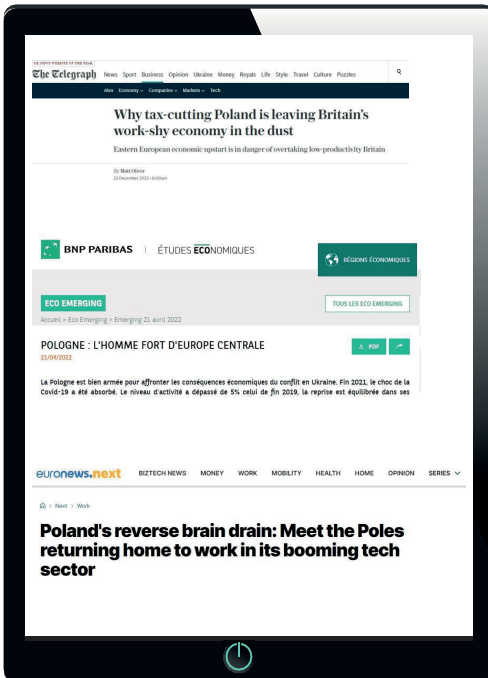 The Telegraph
News Sport Business Opinion Ukraine Money Royals Life Style Travel Culture Puzzles
Alex Economy Companies Markets Tech
Why tax-cutting Poland is leaving Britain's
work-shy economy in the dust
Eastern European economic upstart is in danger of overtaking low-productivity Britain
By Matt Oliver
BNP PARIBAS | ÉTUDES ECONOMIQUES
RÉGIONS ÉCONOMIQUES
ECO EMERGING
TOUS LES ECO EMERGING
Accueil > Eco Emerging > Emerging 21 avril 2022
POLOGNE : L'HOMME FORT D'EUROPE CENTRALE
PDF
21/04/2022
La Pologne est bien armée pour affronter les conséquences économiques du conflit en Ukraine. Fin 2021, le choc de la
Covid-19 a été absorbé. Le niveau d'activité a dépassé de 5% celui de fin 2019, la reprise est équilibrée dans ses
euronews.next
BIZTECH NEWS MONEY WORK MOBILITY HEALTH HOME OPINION SERIES
> Next > Work
Poland's reverse brain drain: Meet the Poles
returning home to work in its booming tech
sector